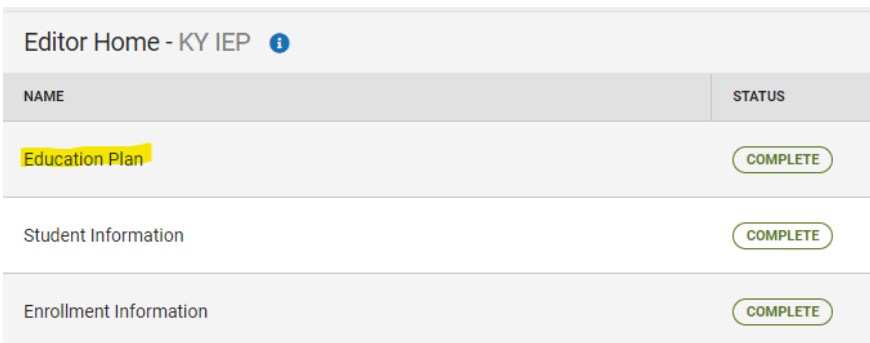 Editor Home - KY IEP i
NAME STATUS
Education Plan COMPLETE
Student Information COMPLETE
Enrollment Information COMPLETE